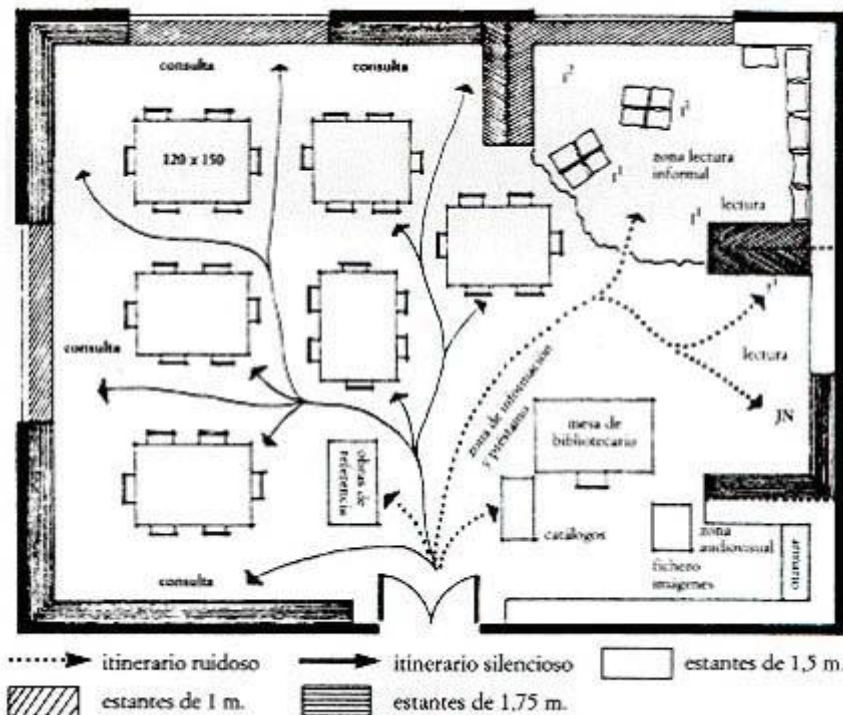 consulta
consulta
120 x 150
zona lectura
informal
lectura
consulta
lectura
JN
zona de información
y préstamo
mesa de
bibliotecario
obras de
referencia
catálogos
zona
audiovisual
fichero
imágenes
armario
consulta
itinerario ruidoso
itinerario silencioso
estantes de 1,5 m.
estantes de 1 m.
estantes de 1,75 m.